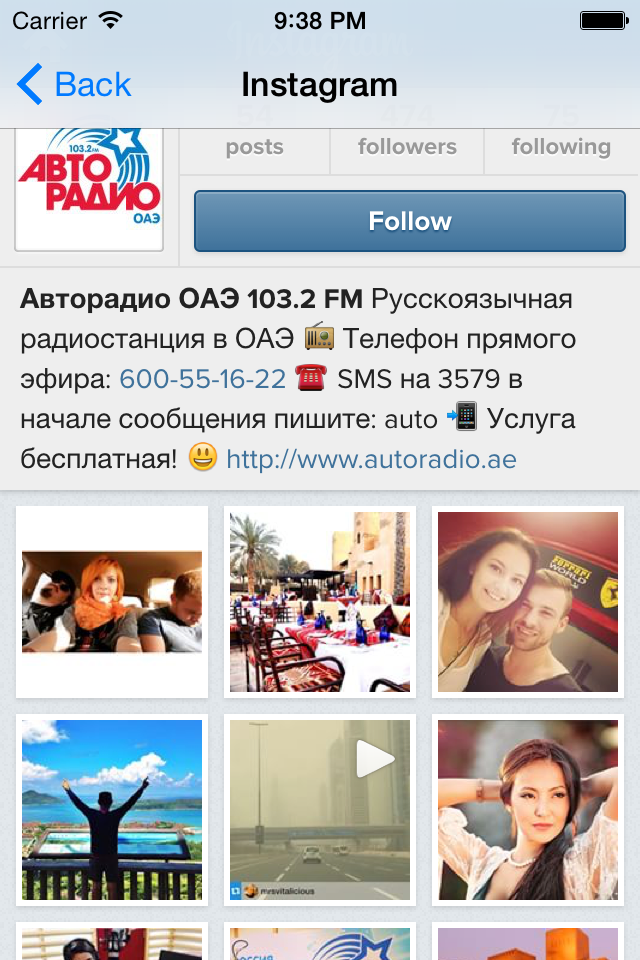 Carrier 9:38 PM
Back Instagram
54 474 75
posts followers following
103.2 FM
АВТО
РАДИО
ОАЭ
Follow
Авторадио ОАЭ 103.2 FM Русскоязычная
радиостанция в ОАЭ 📻 Телефон прямого
эфира: 600-55-16-22 ☎️ SMS на 3579 в
начале сообщения пишите: auto 📲 Услуга
бесплатная! 😃 http://www.autoradio.ae
Ferrari
WORLD
mrsvitalicious
РОССИЯ